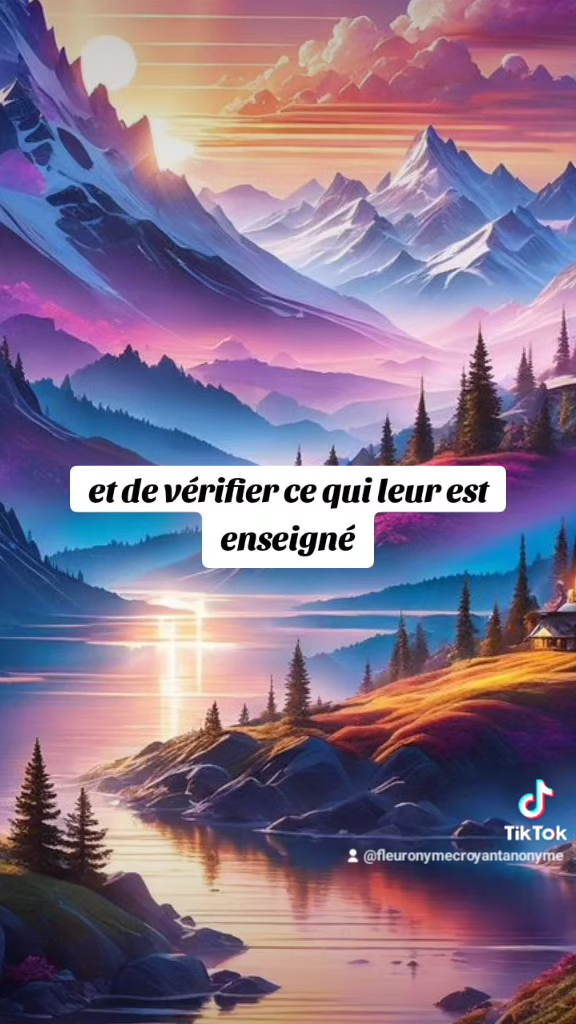 et de vérifier ce qui leur est
enseigné
TikTok
@fleuronymecroyantanonyme